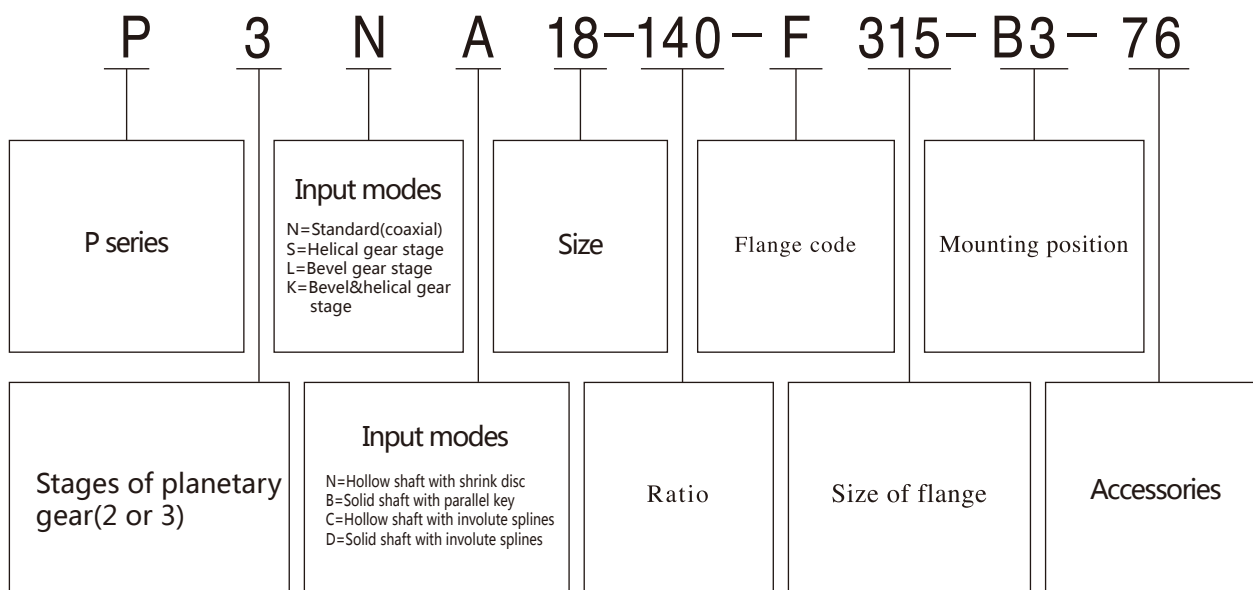 P 3 N A 18-140-F 315-B3-76
P series
Input modes
N=Standard(coaxial)
S=Helical gear stage
L=Bevel gear stage
K=Bevel&helical gear
stage
Size
Flange code
Mounting position
Stages of planetary
gear(2 or 3)
Input modes
N=Hollow shaft with shrink disc
B=Solid shaft with parallel key
C=Hollow shaft with involute splines
D=Solid shaft with involute splines
Ratio
Size of flange
Accessories